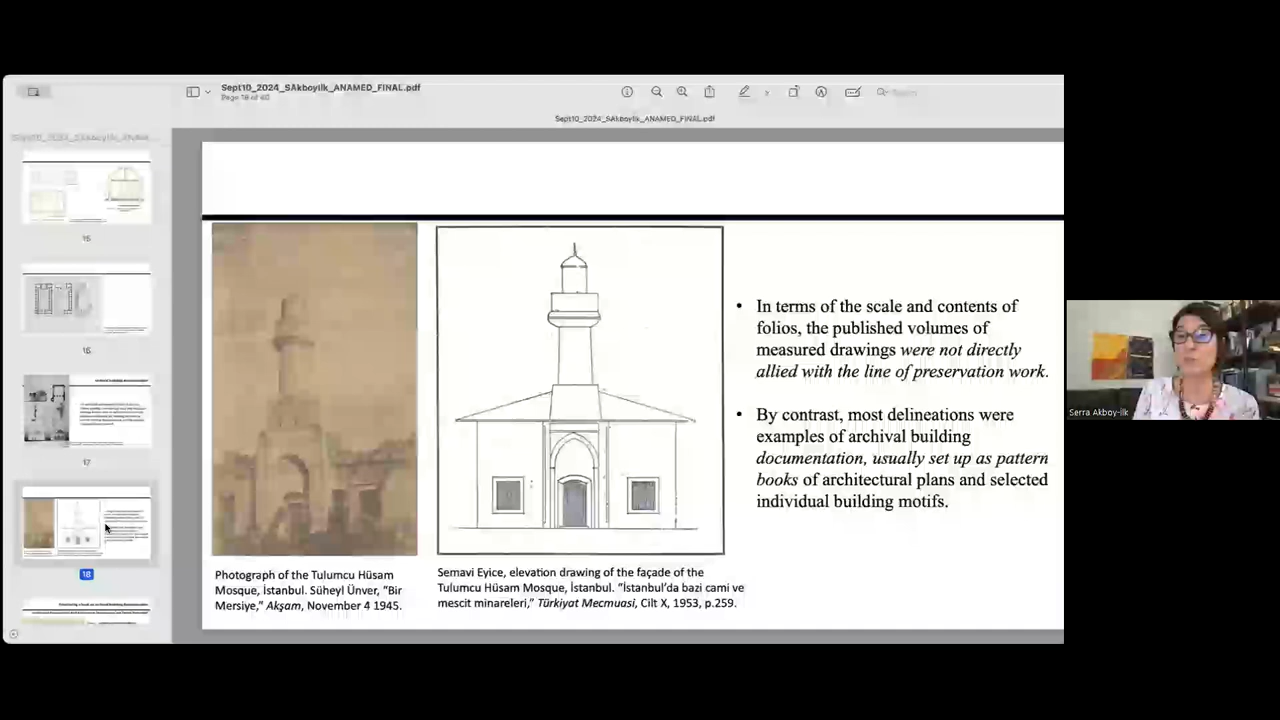 Sept10_2024_SAkboyilk_ANAMED_FINAL.pdf
Page 18 of 40
Search
Sept10_2024_SAkboyilk_ANAMED_FINAL.pdf
15
16
17
18
• In terms of the scale and contents of
folios, the published volumes of
measured drawings were not directly
allied with the line of preservation work.
• By contrast, most delineations were
examples of archival building
documentation, usually set up as pattern
books of architectural plans and selected
individual building motifs.
Photograph of the Tulumcu Hüsam
Mosque, İstanbul. Süheyl Ünver, “Bir
Mersiye,” Akşam, November 4 1945.
Semavi Eyice, elevation drawing of the façade of the
Tulumcu Hüsam Mosque, İstanbul. “İstanbul’da bazi cami ve
mescit minareleri,” Türkiyat Mecmuasi, Cilt X, 1953, p.259.
Serra Akboy-ilk